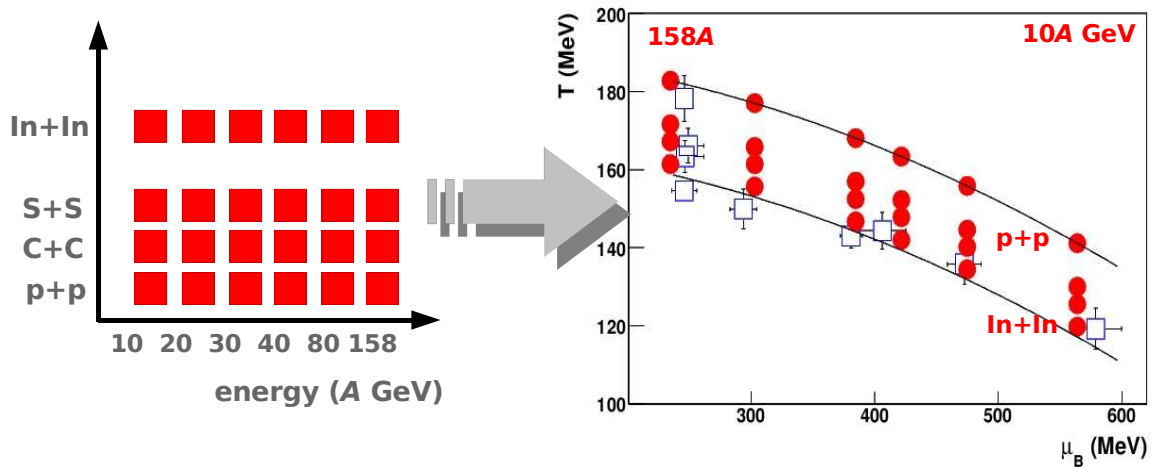 In+In
S+S
C+C
p+p
10 20 30 40 80 158
energy (A GeV)
T (MeV)
200
180
160
140
120
100
158A
10A GeV
p+p
In+In
300 400 500 600
μB (MeV)